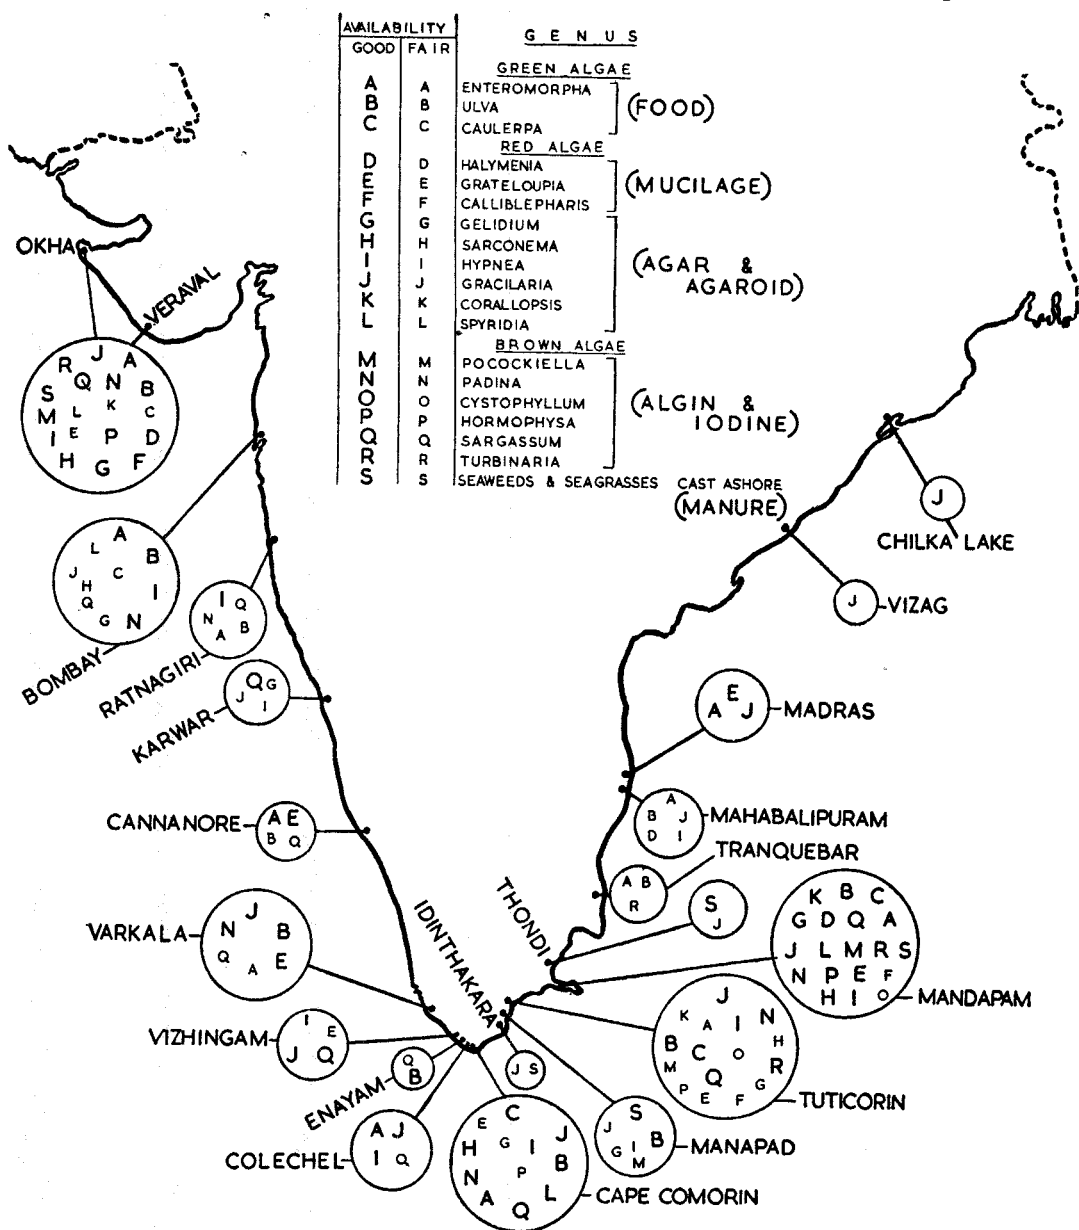 AVAILABILITY GENUS
GOOD FAIR
GREEN ALGAE
A A ENTEROMORPHA
B B ULVA (FOOD)
C C CAULERPA
RED ALGAE
D D HALYMENIA
E E GRATELOUPIA (MUCILAGE)
F F CALLIBLEPHARIS
G G GELIDIUM
H H SARCONEMA
I I HYPNEA (AGAR &
J J GRACILARIA AGAROID)
K K CORALLOPSIS
L L SPYRIDIA
BROWN ALGAE
M M POCOCKIELLA
N N PADINA
O O CYSTOPHYLLUM (ALGIN &
P P HORMOPHYSA IODINE)
Q Q SARGASSUM
R R TURBINARIA
S S SEAWEEDS & SEAGRASSES CAST ASHORE
(MANURE)
OKHA
VERAVAL
R J A
S Q N B
M L K C
I E P D
H G F
BOMBAY
L A B
J C
H I
Q G N
RATNAGIRI
I Q
N A B
KARWAR
Q G
J I
CANNANORE
A E
B Q
VARKALA
J
N B
Q A E
VIZHINGAM
I E
J Q
ENAYAM
Q
B
COLECHEL
A J
I Q
CAPE COMORIN
C
E J
H G I
P B
N A Q L
IDINTHAKARA
J S
MANAPAD
S
J B
G I
M
TUTICORIN
J
K A I N
B C O H
M Q R
P E F G
MANDAPAM
K B C
G D Q A
J L M R S
N P E F
H I O
THONDI
S
J
TRANQUEBAR
A B
R
MAHABALIPURAM
A
B J
D I
MADRAS
E
A J
J
VIZAG
J
CHILKA LAKE